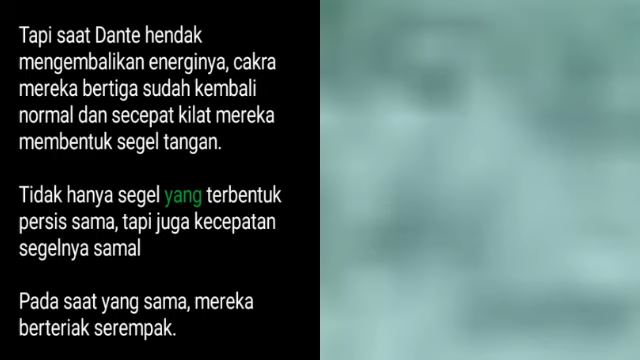 Tapi saat Dante hendak
mengembalikan energinya, cakra
mereka bertiga sudah kembali
normal dan secepat kilat mereka
membentuk segel tangan.
Tidak hanya segel yang terbentuk
persis sama, tapi juga kecepatan
segelnya samal
Pada saat yang sama, mereka
berteriak serempak.